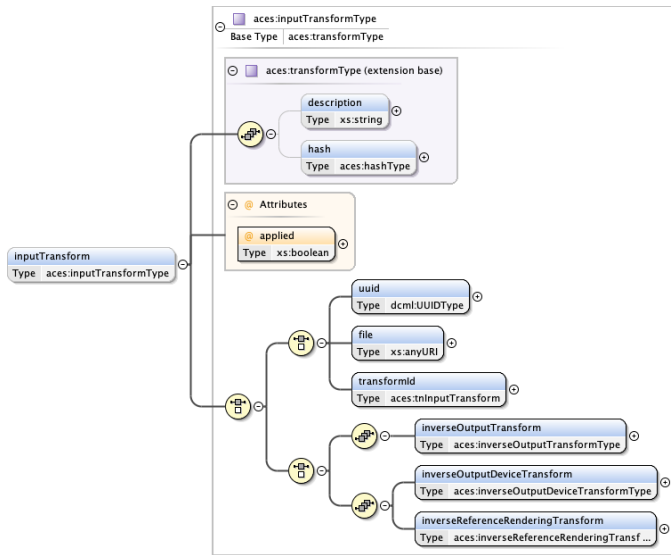 aces:inputTransformType
Base Type aces:transformType
aces:transformType (extension base)
description
Type xs:string
hash
Type aces:hashType
@ Attributes
@ applied
Type xs:boolean
inputTransform
Type aces:inputTransformType
uuid
Type dcml:UUIDType
file
Type xs:anyURI
transformId
Type aces:tnInputTransform
inverseOutputTransform
Type aces:inverseOutputTransformType
inverseOutputDeviceTransform
Type aces:inverseOutputDeviceTransformType
inverseReferenceRenderingTransform
Type aces:inverseReferenceRenderingTransf ...